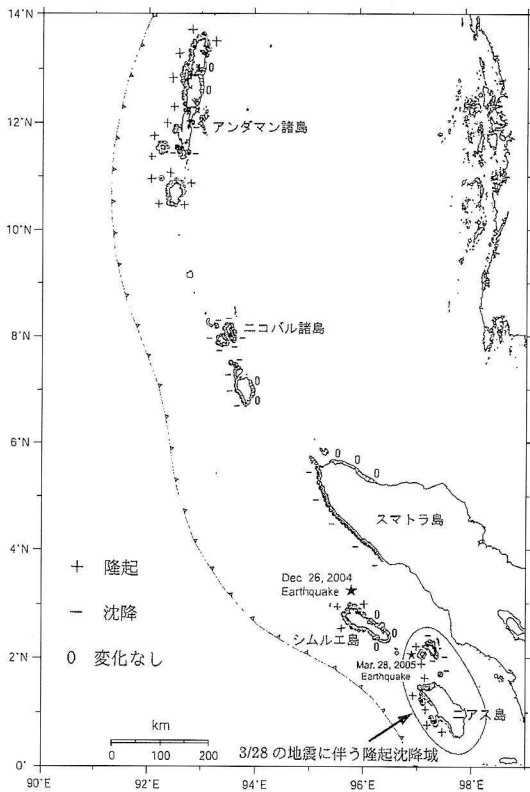 14˚N
12˚N
10˚N
8˚N
6˚N
4˚N
2˚N
0˚
90˚E
92˚E
94˚E
96˚E
98˚E
アンダマン諸島
ニコバル諸島
スマトラ島
Dec 26, 2004
Earthquake
シムルエ島
Mar. 28, 2005
Earthquake
ニアス島
+ 隆起
− 沈降
0 変化なし
km
0 100 200
3/28 の地震に伴う隆起沈降域